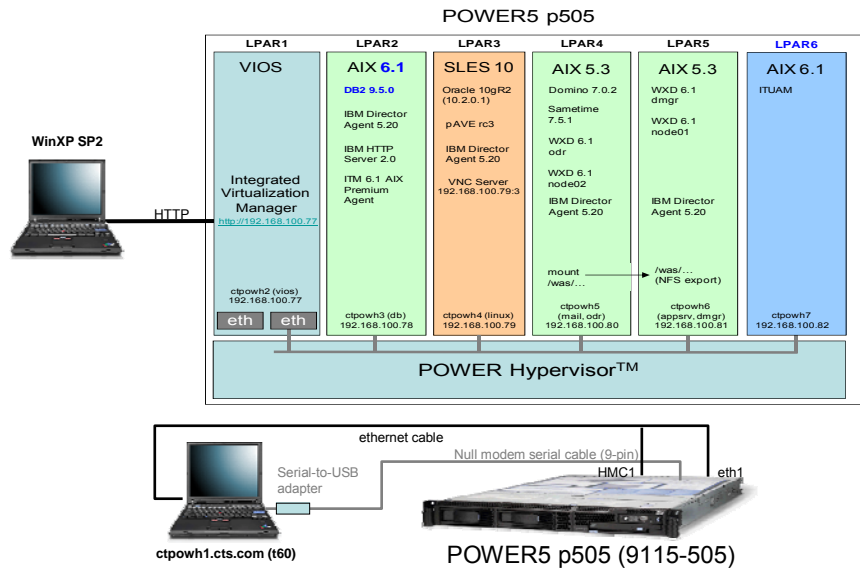 POWER5 p505
LPAR1
VIOS
Integrated
Virtualization
Manager
http://192.168.100.77
ctpowh2 (vios)
192.168.100.77
eth
eth
LPAR2
AIX 6.1
DB2 9.5.0
IBM Director
Agent 5.20
IBM HTTP
Server 2.0
ITM 6.1 AIX
Premium
Agent
ctpowh3 (db)
192.168.100.78
LPAR3
SLES 10
Oracle 10gR2
(10.2.0.1)
pAVE rc3
IBM Director
Agent 5.20
VNC Server
192.168.100.79:3
ctpowh4 (linux)
192.168.100.79
LPAR4
AIX 5.3
Domino 7.0.2
Sametime
7.5.1
WXD 6.1
odr
WXD 6.1
node02
IBM Director
Agent 5.20
mount
/was/...
ctpowh5
(mail, odr)
192.168.100.80
LPAR5
AIX 5.3
WXD 6.1
dmgr
WXD 6.1
node01
IBM Director
Agent 5.20
/was/...
(NFS export)
ctpowh6
(appsrv, dmgr)
192.168.100.81
LPAR6
AIX 6.1
ITUAM
ctpowh7
192.168.100.82
WinXP SP2
HTTP
POWER Hypervisor™
ethernet cable
Null modem serial cable (9-pin)
HMC1
eth1
Serial-to-USB
adapter
ctpowh1.cts.com (t60)
POWER5 p505 (9115-505)